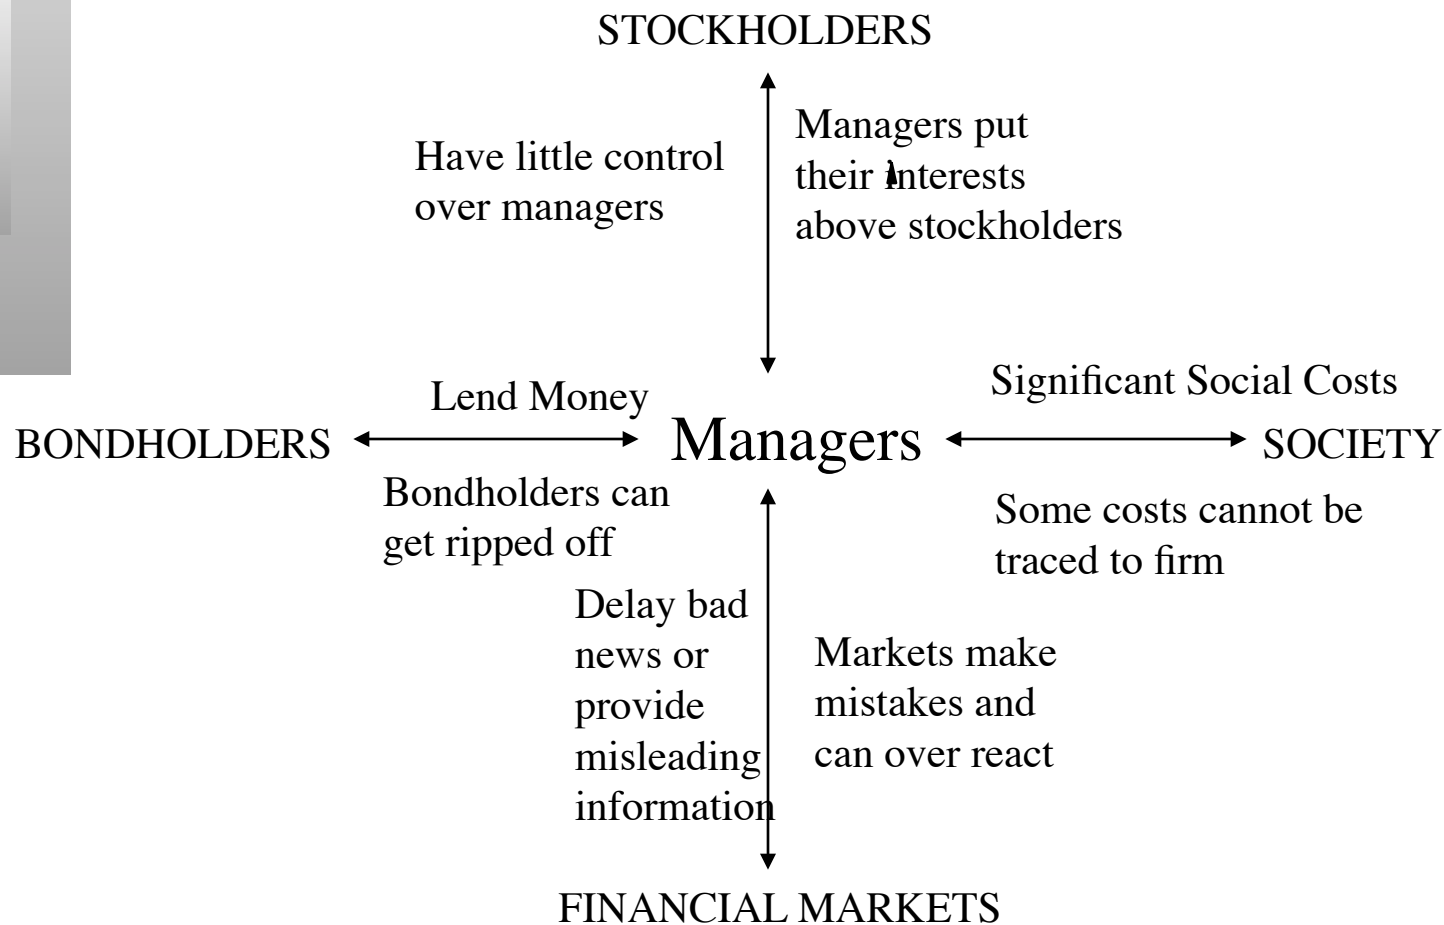 STOCKHOLDERS
Have little control
over managers
Managers put
their interests
above stockholders
Lend Money
BONDHOLDERS
Bondholders can
get ripped off
Managers
Significant Social Costs
SOCIETY
Some costs cannot be
traced to firm
Delay bad
news or
provide
misleading
information
Markets make
mistakes and
can over react
FINANCIAL MARKETS